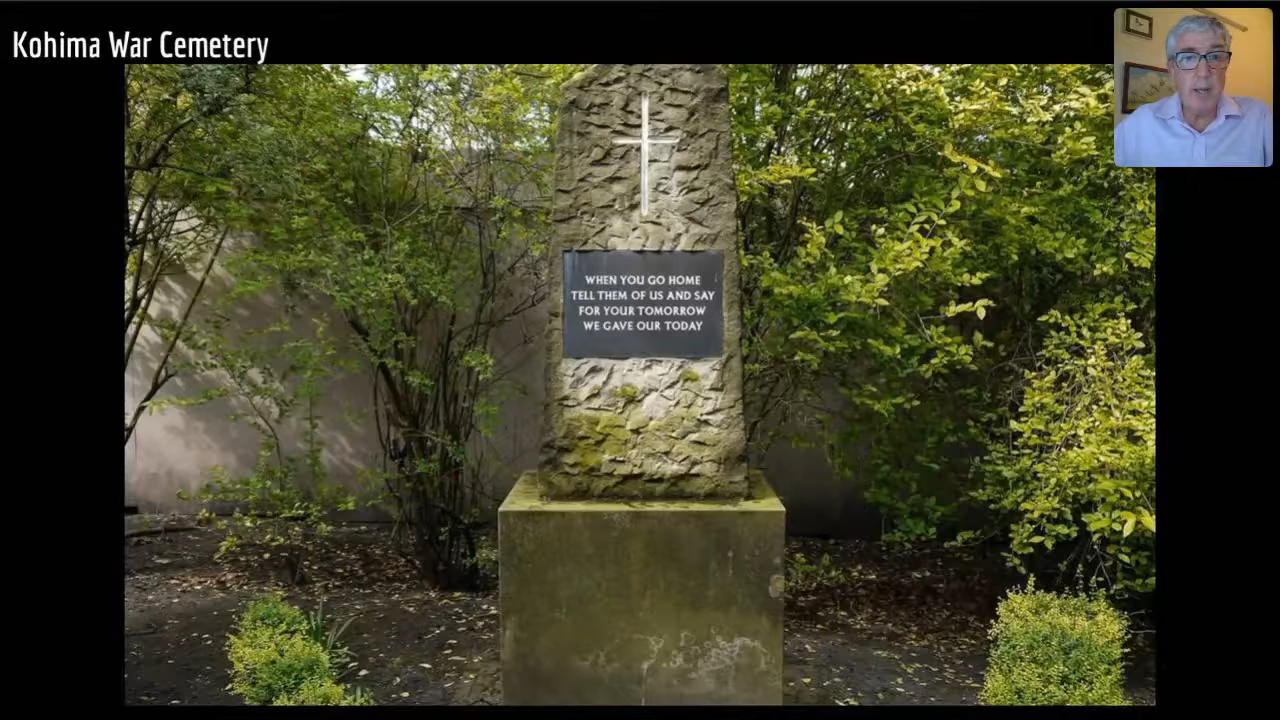 Kohima War Cemetery
WHEN YOU GO HOME
TELL THEM OF US AND SAY
FOR YOUR TOMORROW
WE GAVE OUR TODAY